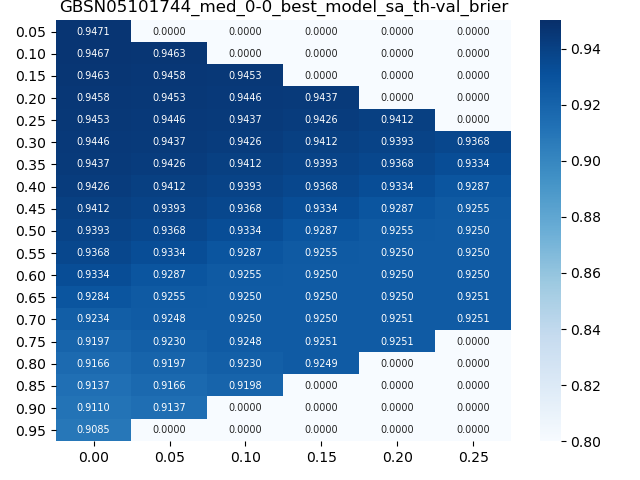 GBSN05101744_med_0-0_best_model_sa_th-val_brier
0.05 0.9471 0.0000 0.0000 0.0000 0.0000 0.0000
0.10 0.9467 0.9463 0.0000 0.0000 0.0000 0.0000
0.15 0.9463 0.9458 0.9453 0.0000 0.0000 0.0000
0.20 0.9458 0.9453 0.9446 0.9437 0.0000 0.0000
0.25 0.9453 0.9446 0.9437 0.9426 0.9412 0.0000
0.30 0.9446 0.9437 0.9426 0.9412 0.9393 0.9368
0.35 0.9437 0.9426 0.9412 0.9393 0.9368 0.9334
0.40 0.9426 0.9412 0.9393 0.9368 0.9334 0.9287
0.45 0.9412 0.9393 0.9368 0.9334 0.9287 0.9255
0.50 0.9393 0.9368 0.9334 0.9287 0.9255 0.9250
0.55 0.9368 0.9334 0.9287 0.9255 0.9250 0.9250
0.60 0.9334 0.9287 0.9255 0.9250 0.9250 0.9250
0.65 0.9284 0.9255 0.9250 0.9250 0.9250 0.9251
0.70 0.9234 0.9248 0.9250 0.9250 0.9251 0.9251
0.75 0.9197 0.9230 0.9248 0.9251 0.9251 0.0000
0.80 0.9166 0.9197 0.9230 0.9249 0.0000 0.0000
0.85 0.9137 0.9166 0.9198 0.0000 0.0000 0.0000
0.90 0.9110 0.9137 0.0000 0.0000 0.0000 0.0000
0.95 0.9085 0.0000 0.0000 0.0000 0.0000 0.0000
0.00 0.05 0.10 0.15 0.20 0.25
0.94
0.92
0.90
0.88
0.86
0.84
0.82
0.80